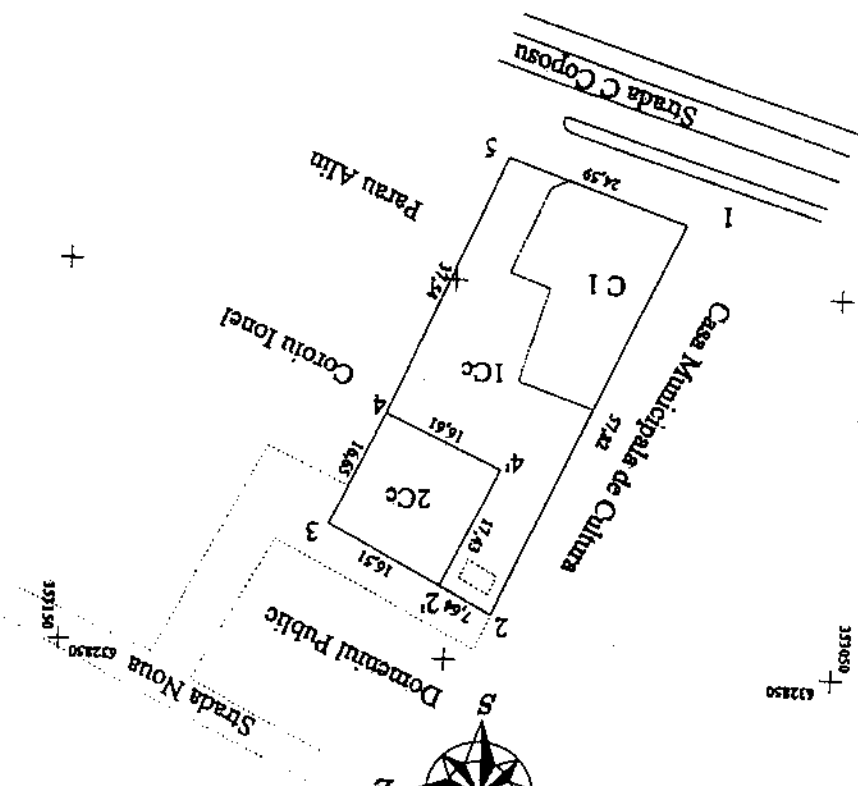 S
632850
353050
632850
353150
Strada Noua
Domeniul Public
2
7,64
2'
16,51
3
17,43
2Cc
16,65
4'
16,61
4
Casa Municipala de Cultura
57,82
1Cc
Coroiu Ionel
37,54
C 1
Parau Alin
1
24,59
5
Strada C Coposu